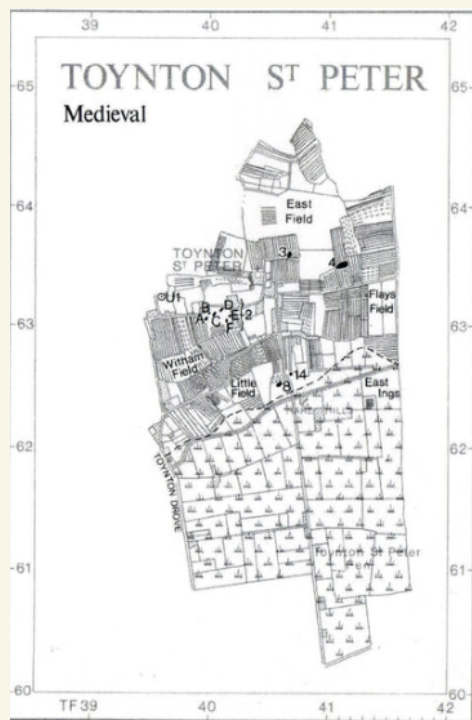 39 40 41 42
65 65
TOYNTON ST PETER
Medieval
64 64
East
Field
3
4
TOYNTON
ST PETER
U1
Flays
Field
B D
A C E 2
F
63 63
Witham
Field
Little
Field
14
8
East
Ings
62 62
TOYNTON DROVE
61 61
Toynton St Peter
Fen
60 60
TF 39 40 41 42